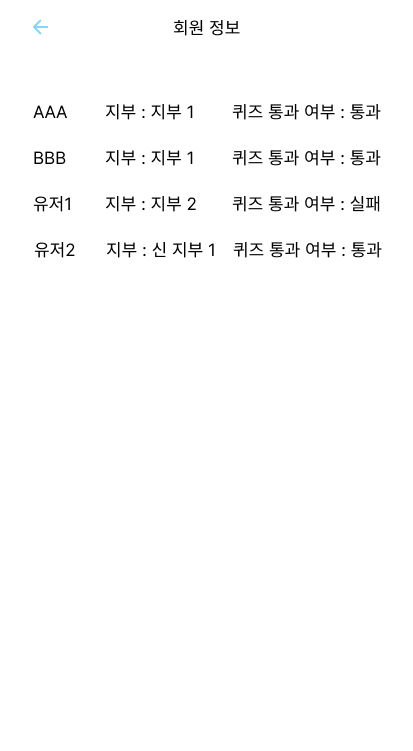 회원 정보
AAA 지부 : 지부 1 퀴즈 통과 여부 : 통과
BBB 지부 : 지부 1 퀴즈 통과 여부 : 통과
유저1 지부 : 지부 2 퀴즈 통과 여부 : 실패
유저2 지부 : 신 지부 1 퀴즈 통과 여부 : 통과